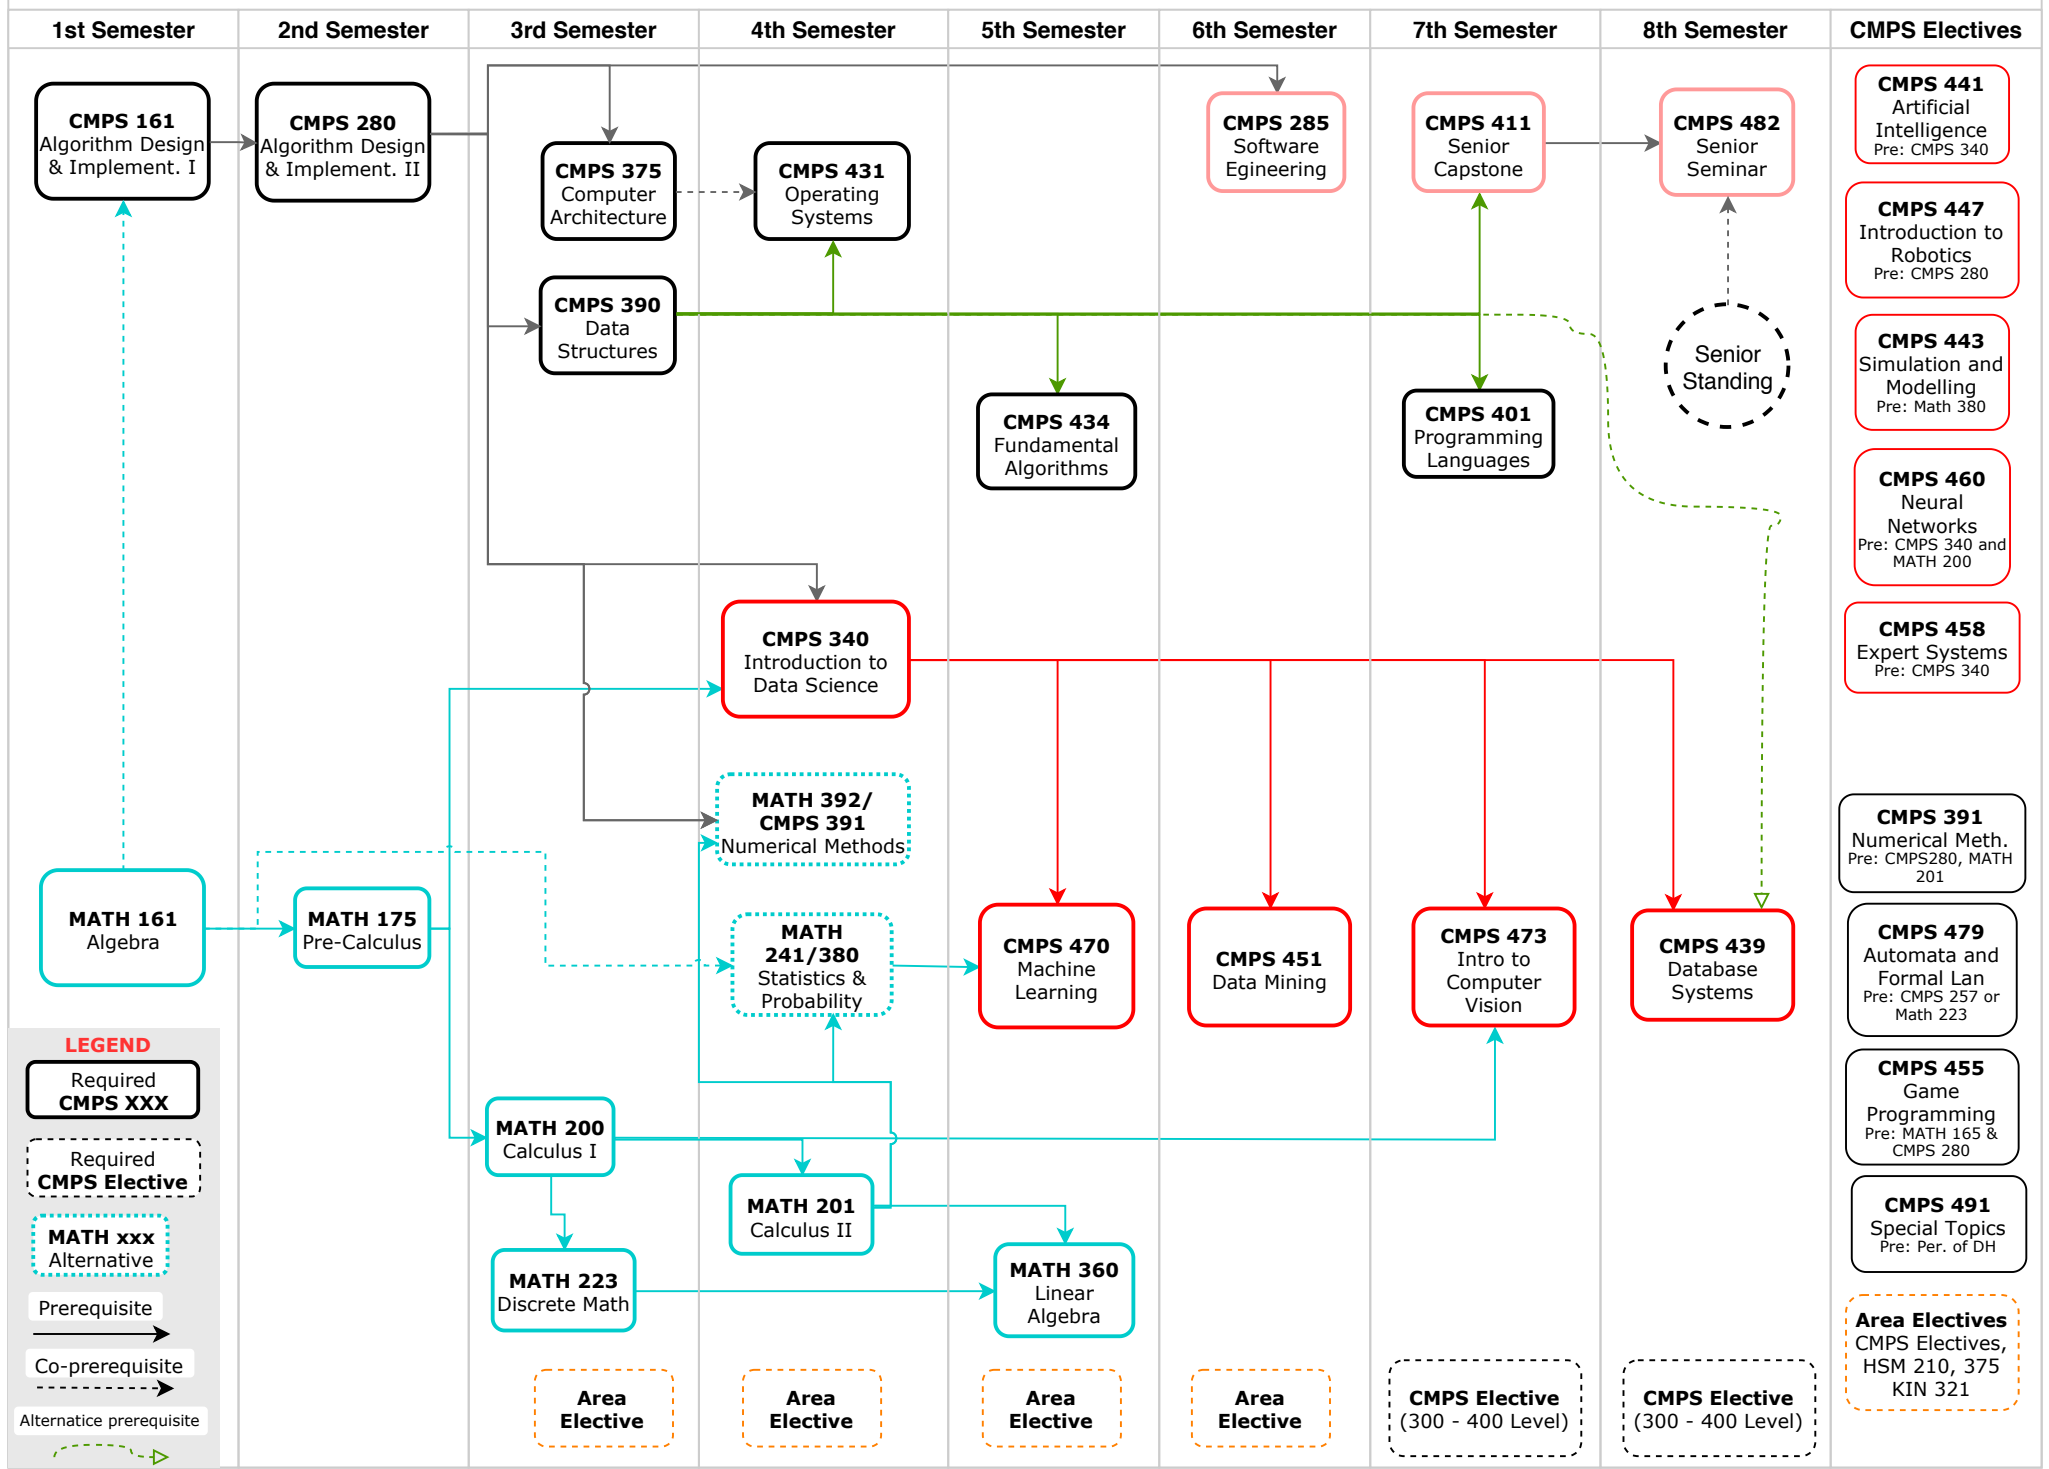 1st Semester
2nd Semester
3rd Semester
4th Semester
5th Semester
6th Semester
7th Semester
8th Semester
CMPS Electives
CMPS 161
Algorithm Design
& Implement. I
MATH 161
Algebra
LEGEND
Required
CMPS XXX
Required
CMPS Elective
MATH xxx
Alternative
Prerequisite
Co-prerequisite
Alternatice prerequisite
CMPS 280
Algorithm Design
& Implement. II
MATH 175
Pre-Calculus
CMPS 375
Computer
Architecture
CMPS 390
Data
Structures
MATH 200
Calculus I
MATH 223
Discrete Math
Area
Elective
CMPS 431
Operating
Systems
CMPS 340
Introduction to
Data Science
MATH 392/
CMPS 391
Numerical Methods
MATH
241/380
Statistics &
Probability
MATH 201
Calculus II
Area
Elective
CMPS 434
Fundamental
Algorithms
CMPS 470
Machine
Learning
MATH 360
Linear
Algebra
Area
Elective
CMPS 285
Software
Egineering
CMPS 451
Data Mining
Area
Elective
CMPS 411
Senior
Capstone
CMPS 401
Programming
Languages
CMPS 473
Intro to
Computer
Vision
CMPS Elective
(300 - 400 Level)
CMPS 482
Senior
Seminar
Senior
Standing
CMPS 439
Database
Systems
CMPS Elective
(300 - 400 Level)
CMPS 441
Artificial
Intelligence
Pre: CMPS 340
CMPS 447
Introduction to
Robotics
Pre: CMPS 280
CMPS 443
Simulation and
Modelling
Pre: Math 380
CMPS 460
Neural
Networks
Pre: CMPS 340 and
MATH 200
CMPS 458
Expert Systems
Pre: CMPS 340
CMPS 391
Numerical Meth.
Pre: CMPS280, MATH
201
CMPS 479
Automata and
Formal Lan
Pre: CMPS 257 or
Math 223
CMPS 455
Game
Programming
Pre: MATH 165 &
CMPS 280
CMPS 491
Special Topics
Pre: Per. of DH
Area Electives
CMPS Electives,
HSM 210, 375
KIN 321